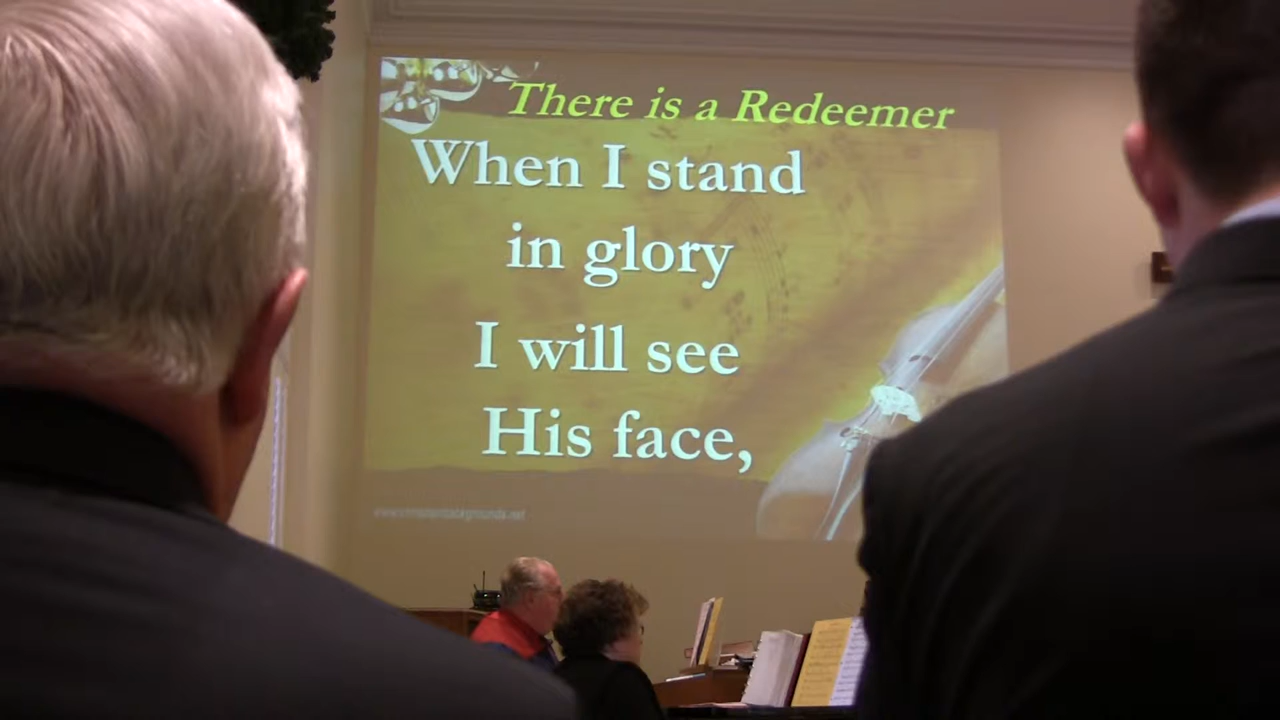 There is a Redeemer
When I stand
in glory
I will see
His face,